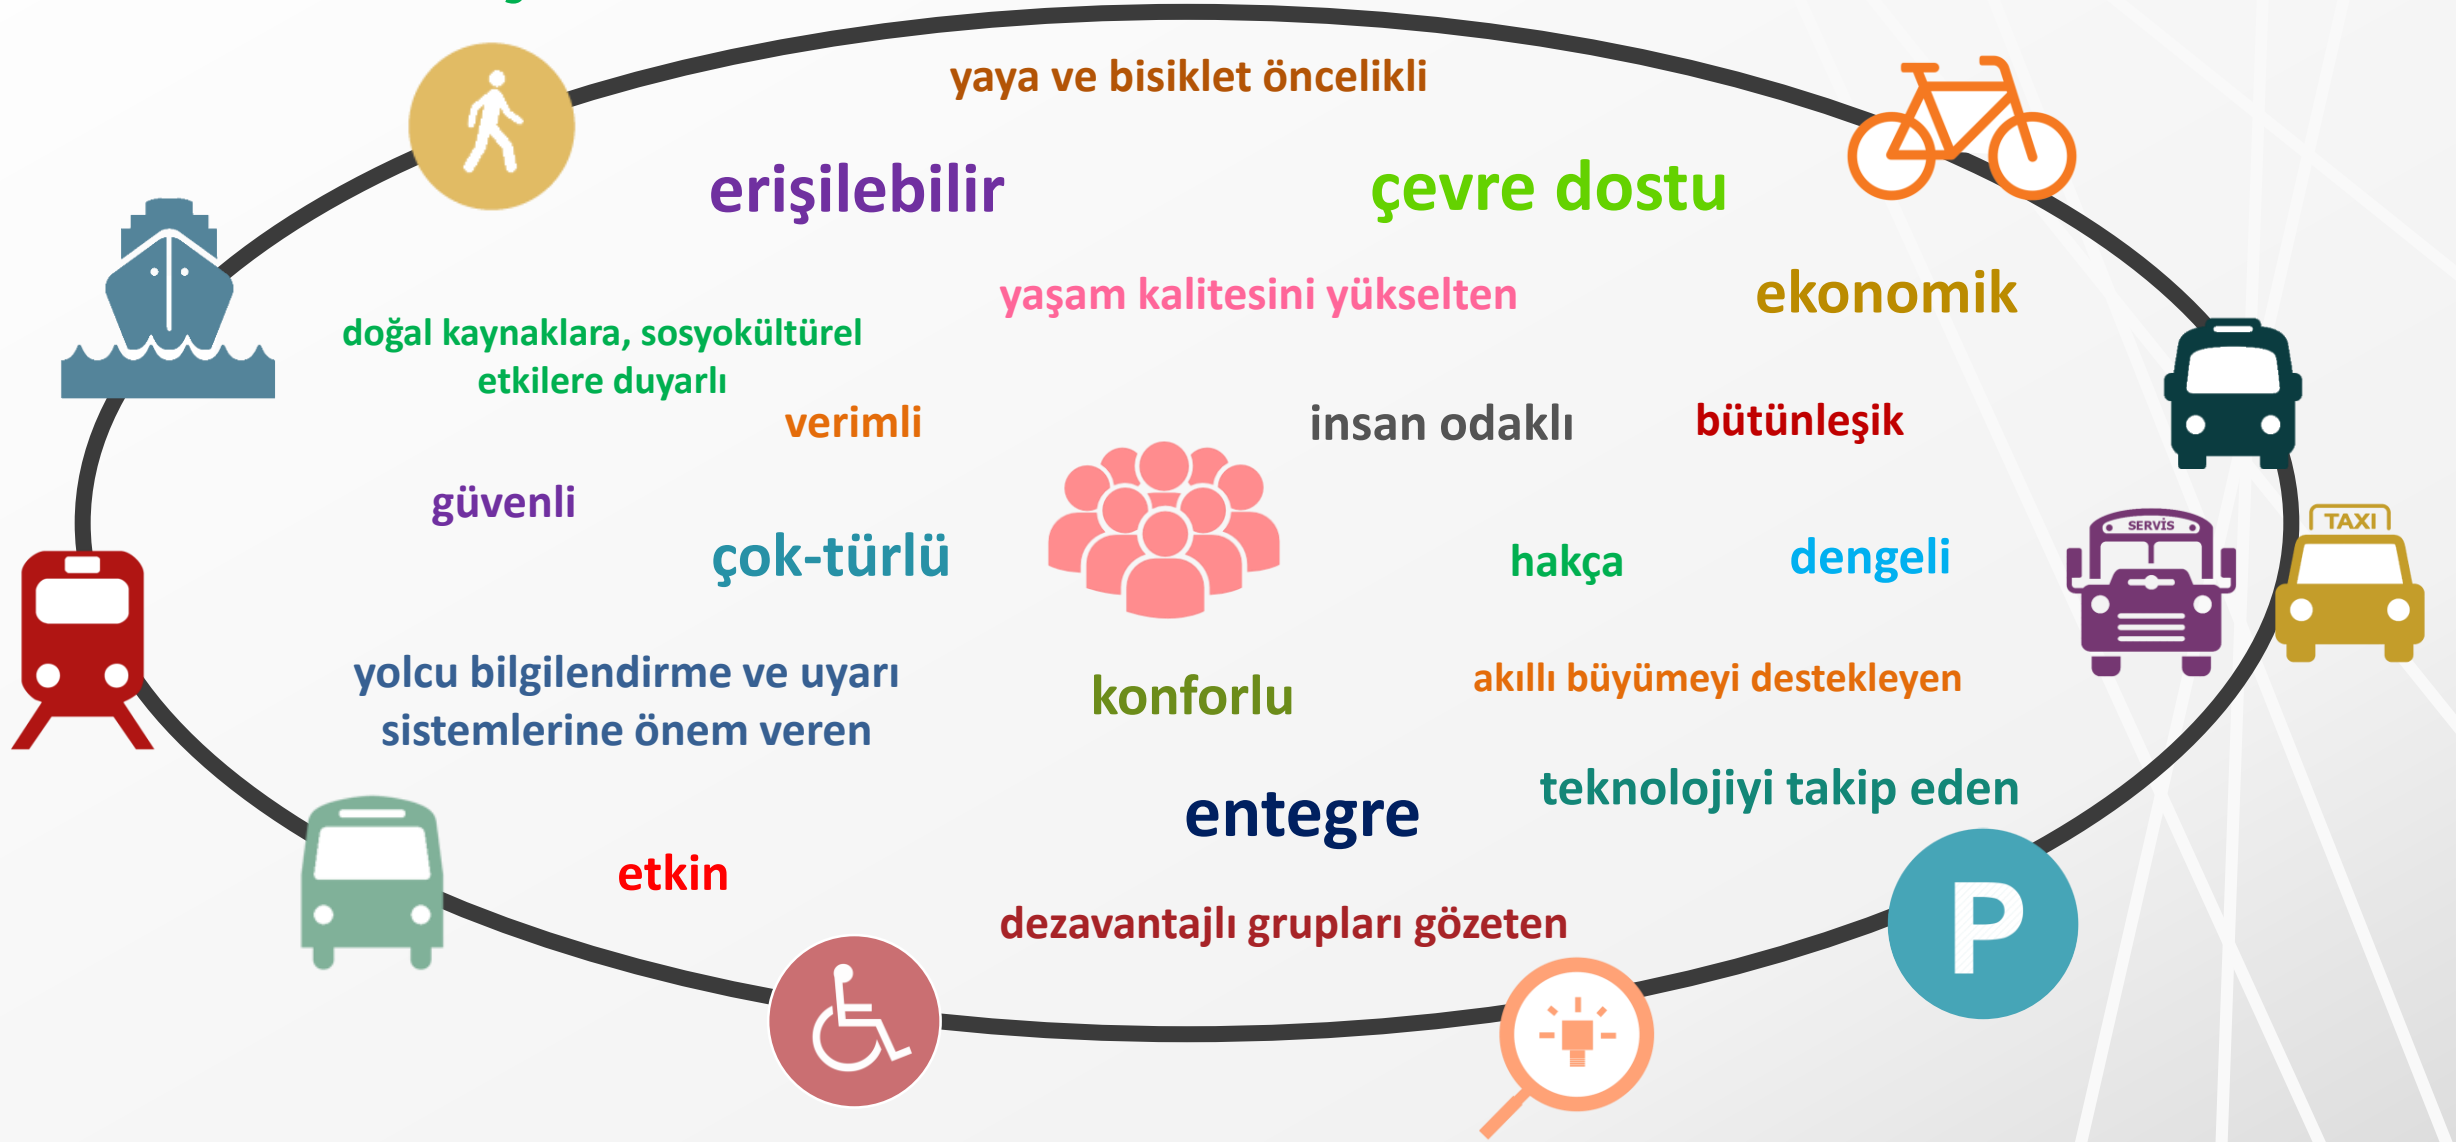 yaya ve bisiklet öncelikli
erişilebilir
çevre dostu
yaşam kalitesini yükselten
ekonomik
doğal kaynaklara, sosyokültürel
etkilere duyarlı
verimli
insan odaklı
bütünleşik
güvenli
SERVİS
TAXI
çok-türlü
hakça
dengeli
yolcu bilgilendirme ve uyarı
sistemlerine önem veren
konforlu
akıllı büyümeyi destekleyen
entegre
teknolojiyi takip eden
etkin
dezavantajlı grupları gözeten
P